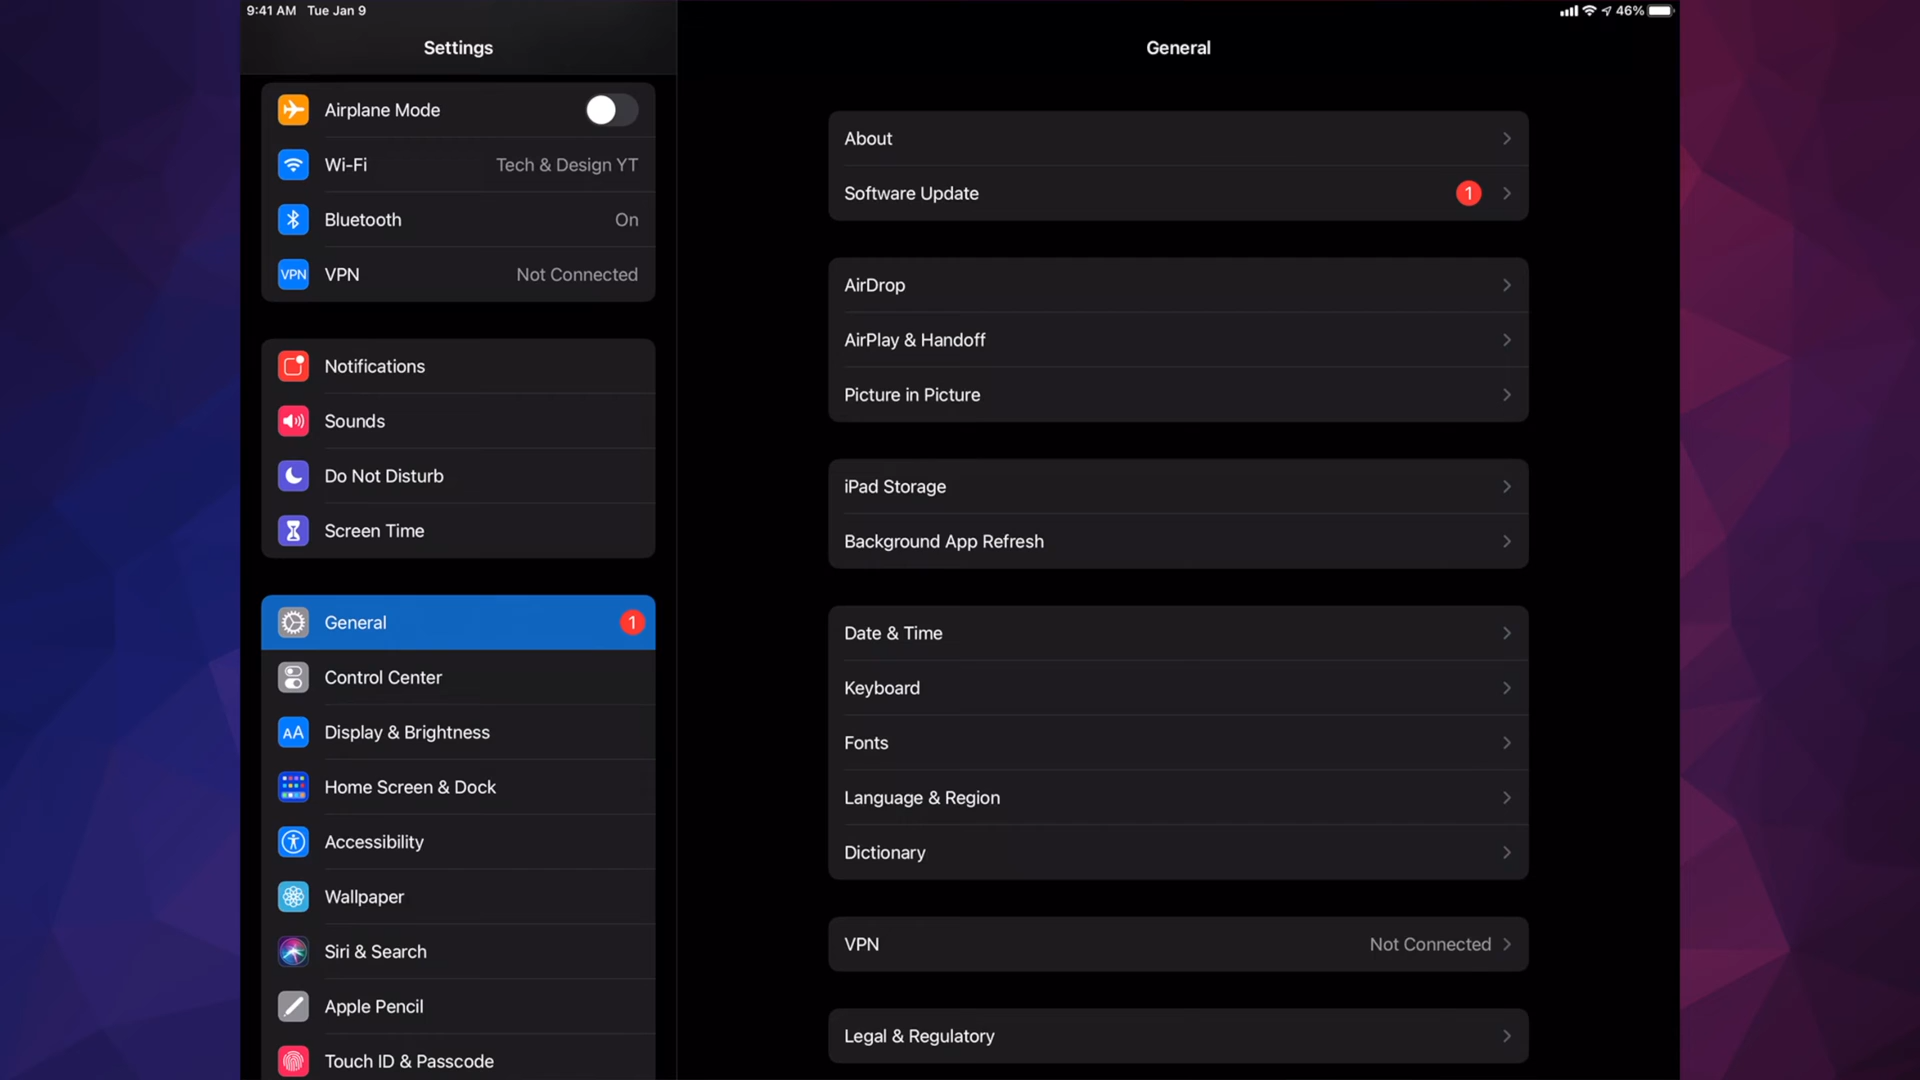 9:41 AM Tue Jan 9
46%
Settings
Airplane Mode
Wi-Fi Tech & Design YT
Bluetooth On
VPN VPN Not Connected
Notifications
Sounds
Do Not Disturb
Screen Time
General 1
Control Center
AA Display & Brightness
Home Screen & Dock
Accessibility
Wallpaper
Siri & Search
Apple Pencil
Touch ID & Passcode
General
About
Software Update 1
AirDrop
AirPlay & Handoff
Picture in Picture
iPad Storage
Background App Refresh
Date & Time
Keyboard
Fonts
Language & Region
Dictionary
VPN Not Connected
Legal & Regulatory